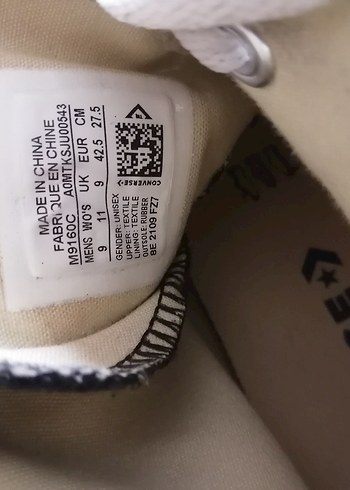 MADE IN CHINA
FABRIQUE EN CHINE
M9160C A0MTKSJU00543
MENS WO'S UK EUR CM
9 11 9 42.5 27.5
GENDER: UNISEX
UPPER: TEXTILE
LINING: TEXTILE
OUTSOLE: RUBBER
8E 2109 FZ7
CONVERSE